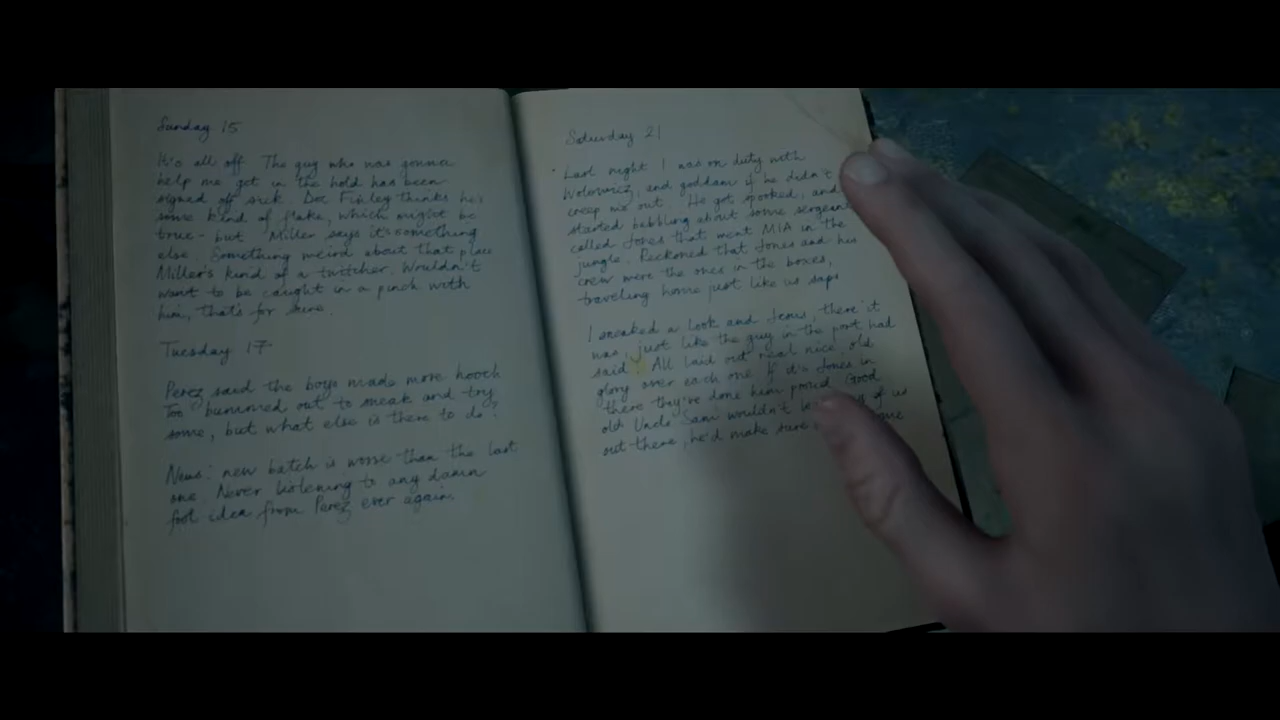 Sunday 15
It's all off. The guy who was gonna
help me get in the hold has been
signed off sick. Doc Finley thinks he's
some kind of flake, which might be
true - but Miller says it's something
else. Something weird about that place
Miller's kind of a twitcher. Wouldn't
want to be caught in a pinch with
him, that's for sure.
Tuesday 17
Perez said the boys made more hooch
Too bummed out to sneak and try
some, but what else is there to do?
News: new batch is worse than the last
one. Never listening to any damn
fool idea from Perez ever again.
Saturday 21
Last night I was on duty with
Wolowicz, and goddam if he didn't
creep me out. He got spooked, and
started babbling about some sergeant
called Jones that went MIA in the
jungle. Reckoned that Jones and his
crew were the ones in the boxes,
traveling home just like us saps
I sneaked a look and Jesus, there it
was, just like the guy in the port had
said. All laid out real nice, old
glory over each one. If it's Jones in
there they've done him proud. Good
old Uncle Sam wouldn't of us
out there, he'd make sure